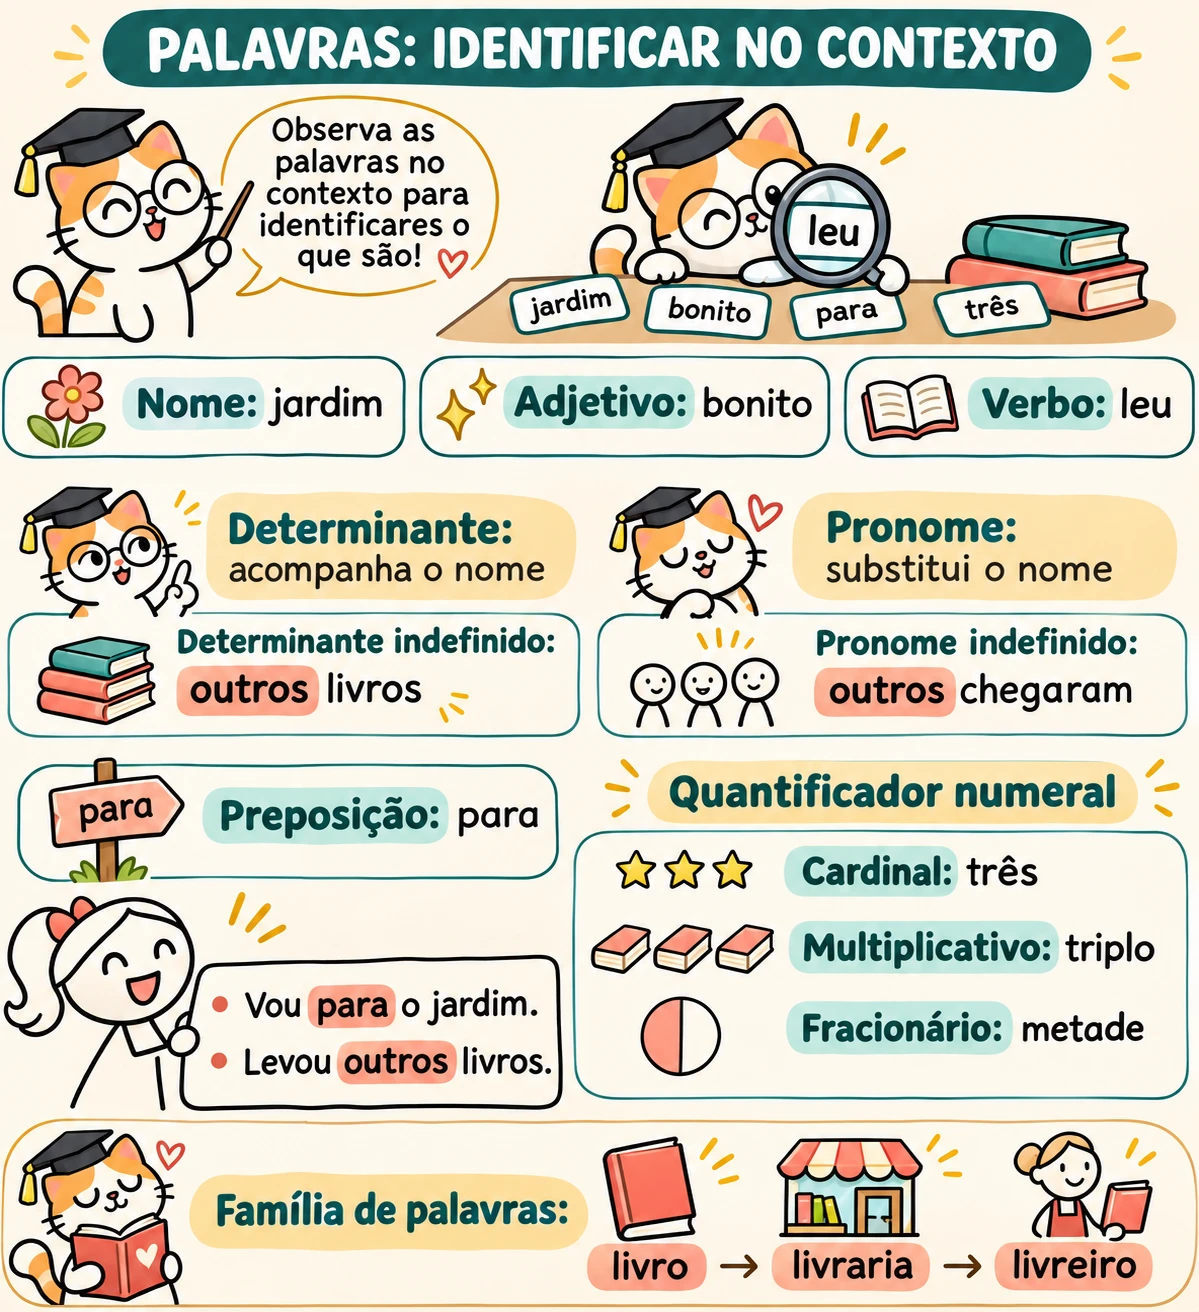 PALAVRAS: IDENTIFICAR NO CONTEXTO
Observa as
palavras no
contexto para
identificares o
que são!
leu
jardim
bonito
para
três
Nome: jardim
Adjetivo: bonito
Verbo: leu
Determinante:
acompanha o nome
Pronome:
substitui o nome
Determinante indefinido:
outros livros
Pronome indefinido:
outros chegaram
para
Preposição: para
Quantificador numeral
Cardinal: três
Multiplicativo: triplo
Fracionário: metade
• Vou para o jardim.
• Levou outros livros.
Família de palavras:
livro → livraria → livreiro